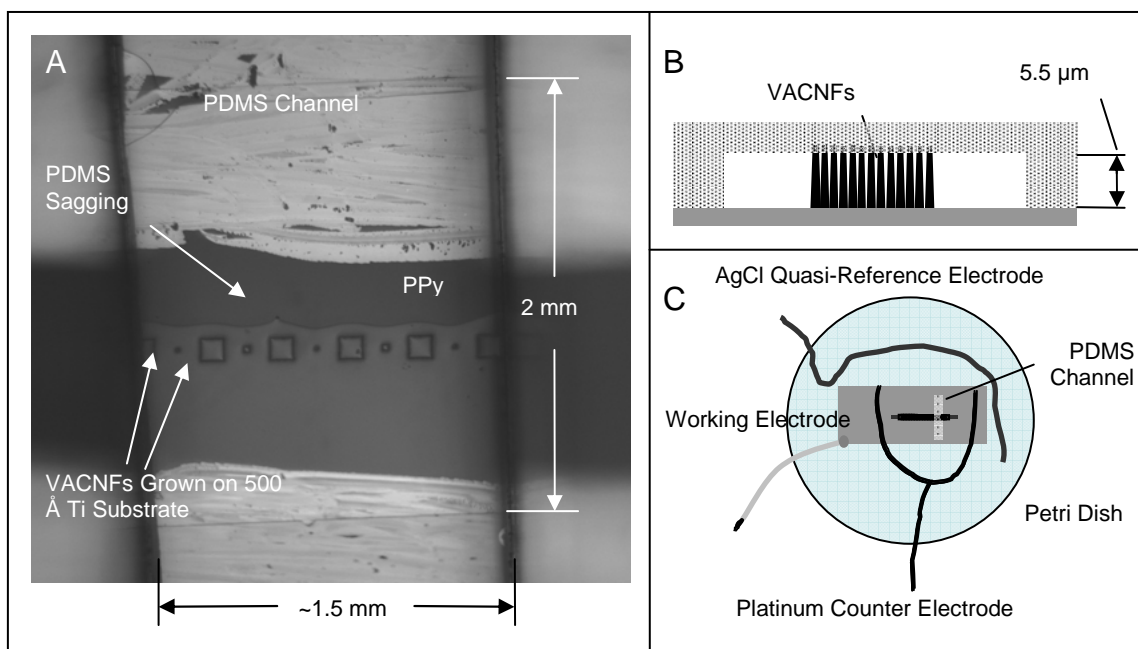 A
PDMS Channel
PDMS
Sagging
PPy
2 mm
VACNFs Grown on 500
Å Ti Substrate
~1.5 mm
B
5.5 µm
VACNFs
C
AgCl Quasi-Reference Electrode
PDMS
Channel
Working Electrode
Petri Dish
Platinum Counter Electrode